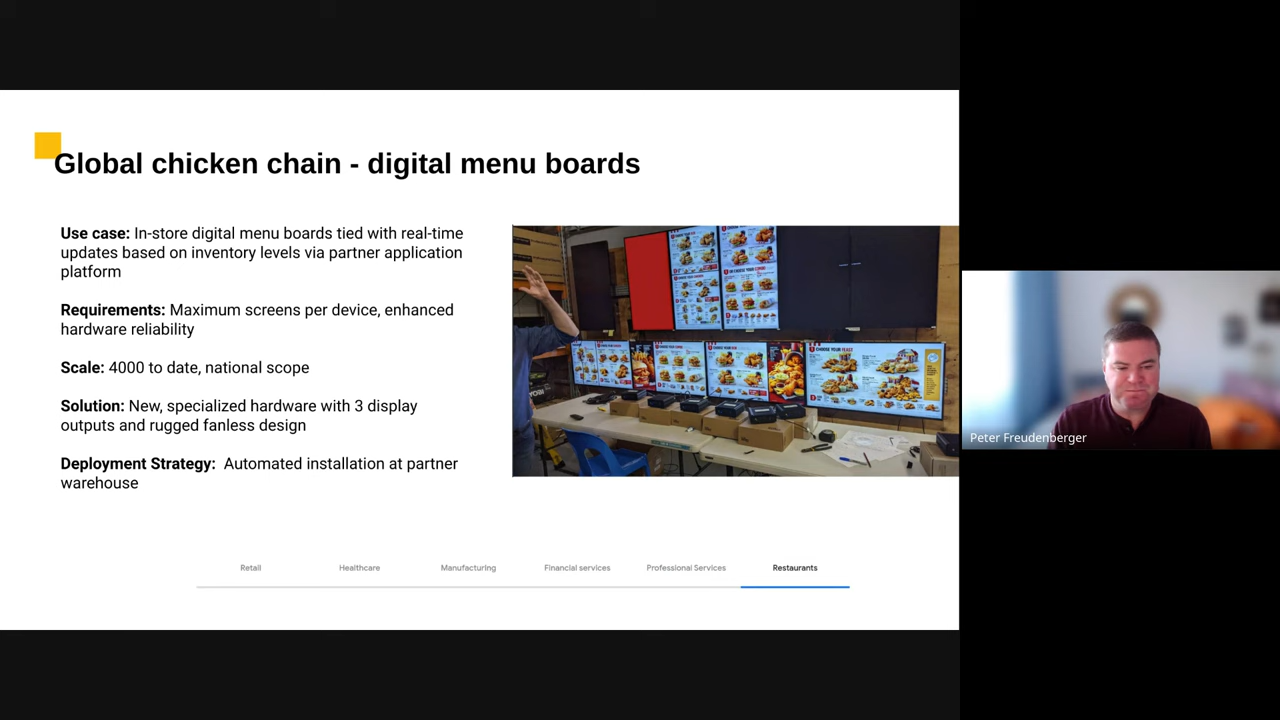 Global chicken chain - digital menu boards
Use case: In-store digital menu boards tied with real-time
updates based on inventory levels via partner application
platform
Requirements: Maximum screens per device, enhanced
hardware reliability
Scale: 4000 to date, national scope
Solution: New, specialized hardware with 3 display
outputs and rugged fanless design
Deployment Strategy:  Automated installation at partner
warehouse
CHOOSE YOUR FEAST
Retail
Healthcare
Manufacturing
Financial services
Professional Services
Restaurants
Peter Freudenberger